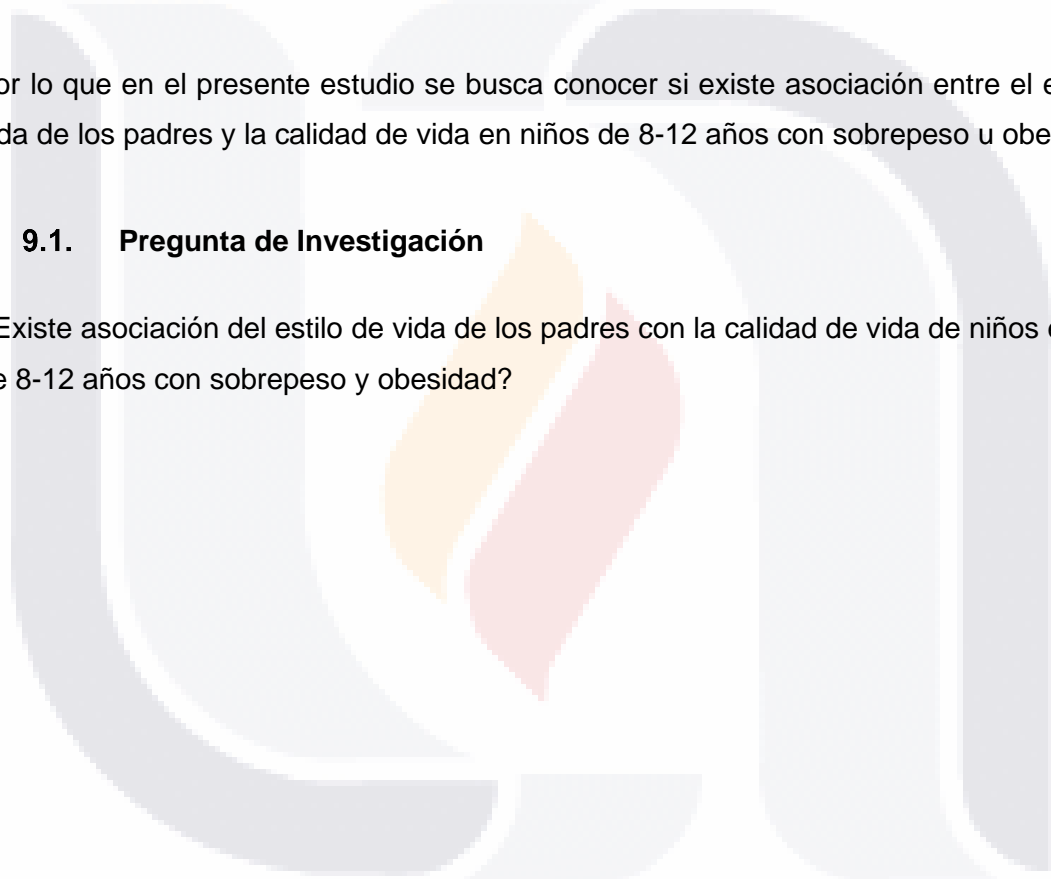 or lo que en el presente estudio se busca conocer si existe asociación entre el e
da de los padres y la calidad de vida en niños de 8-12 años con sobrepeso u obe
9.1. Pregunta de Investigación
Existe asociación del estilo de vida de los padres con la calidad de vida de niños
e 8-12 años con sobrepeso y obesidad?